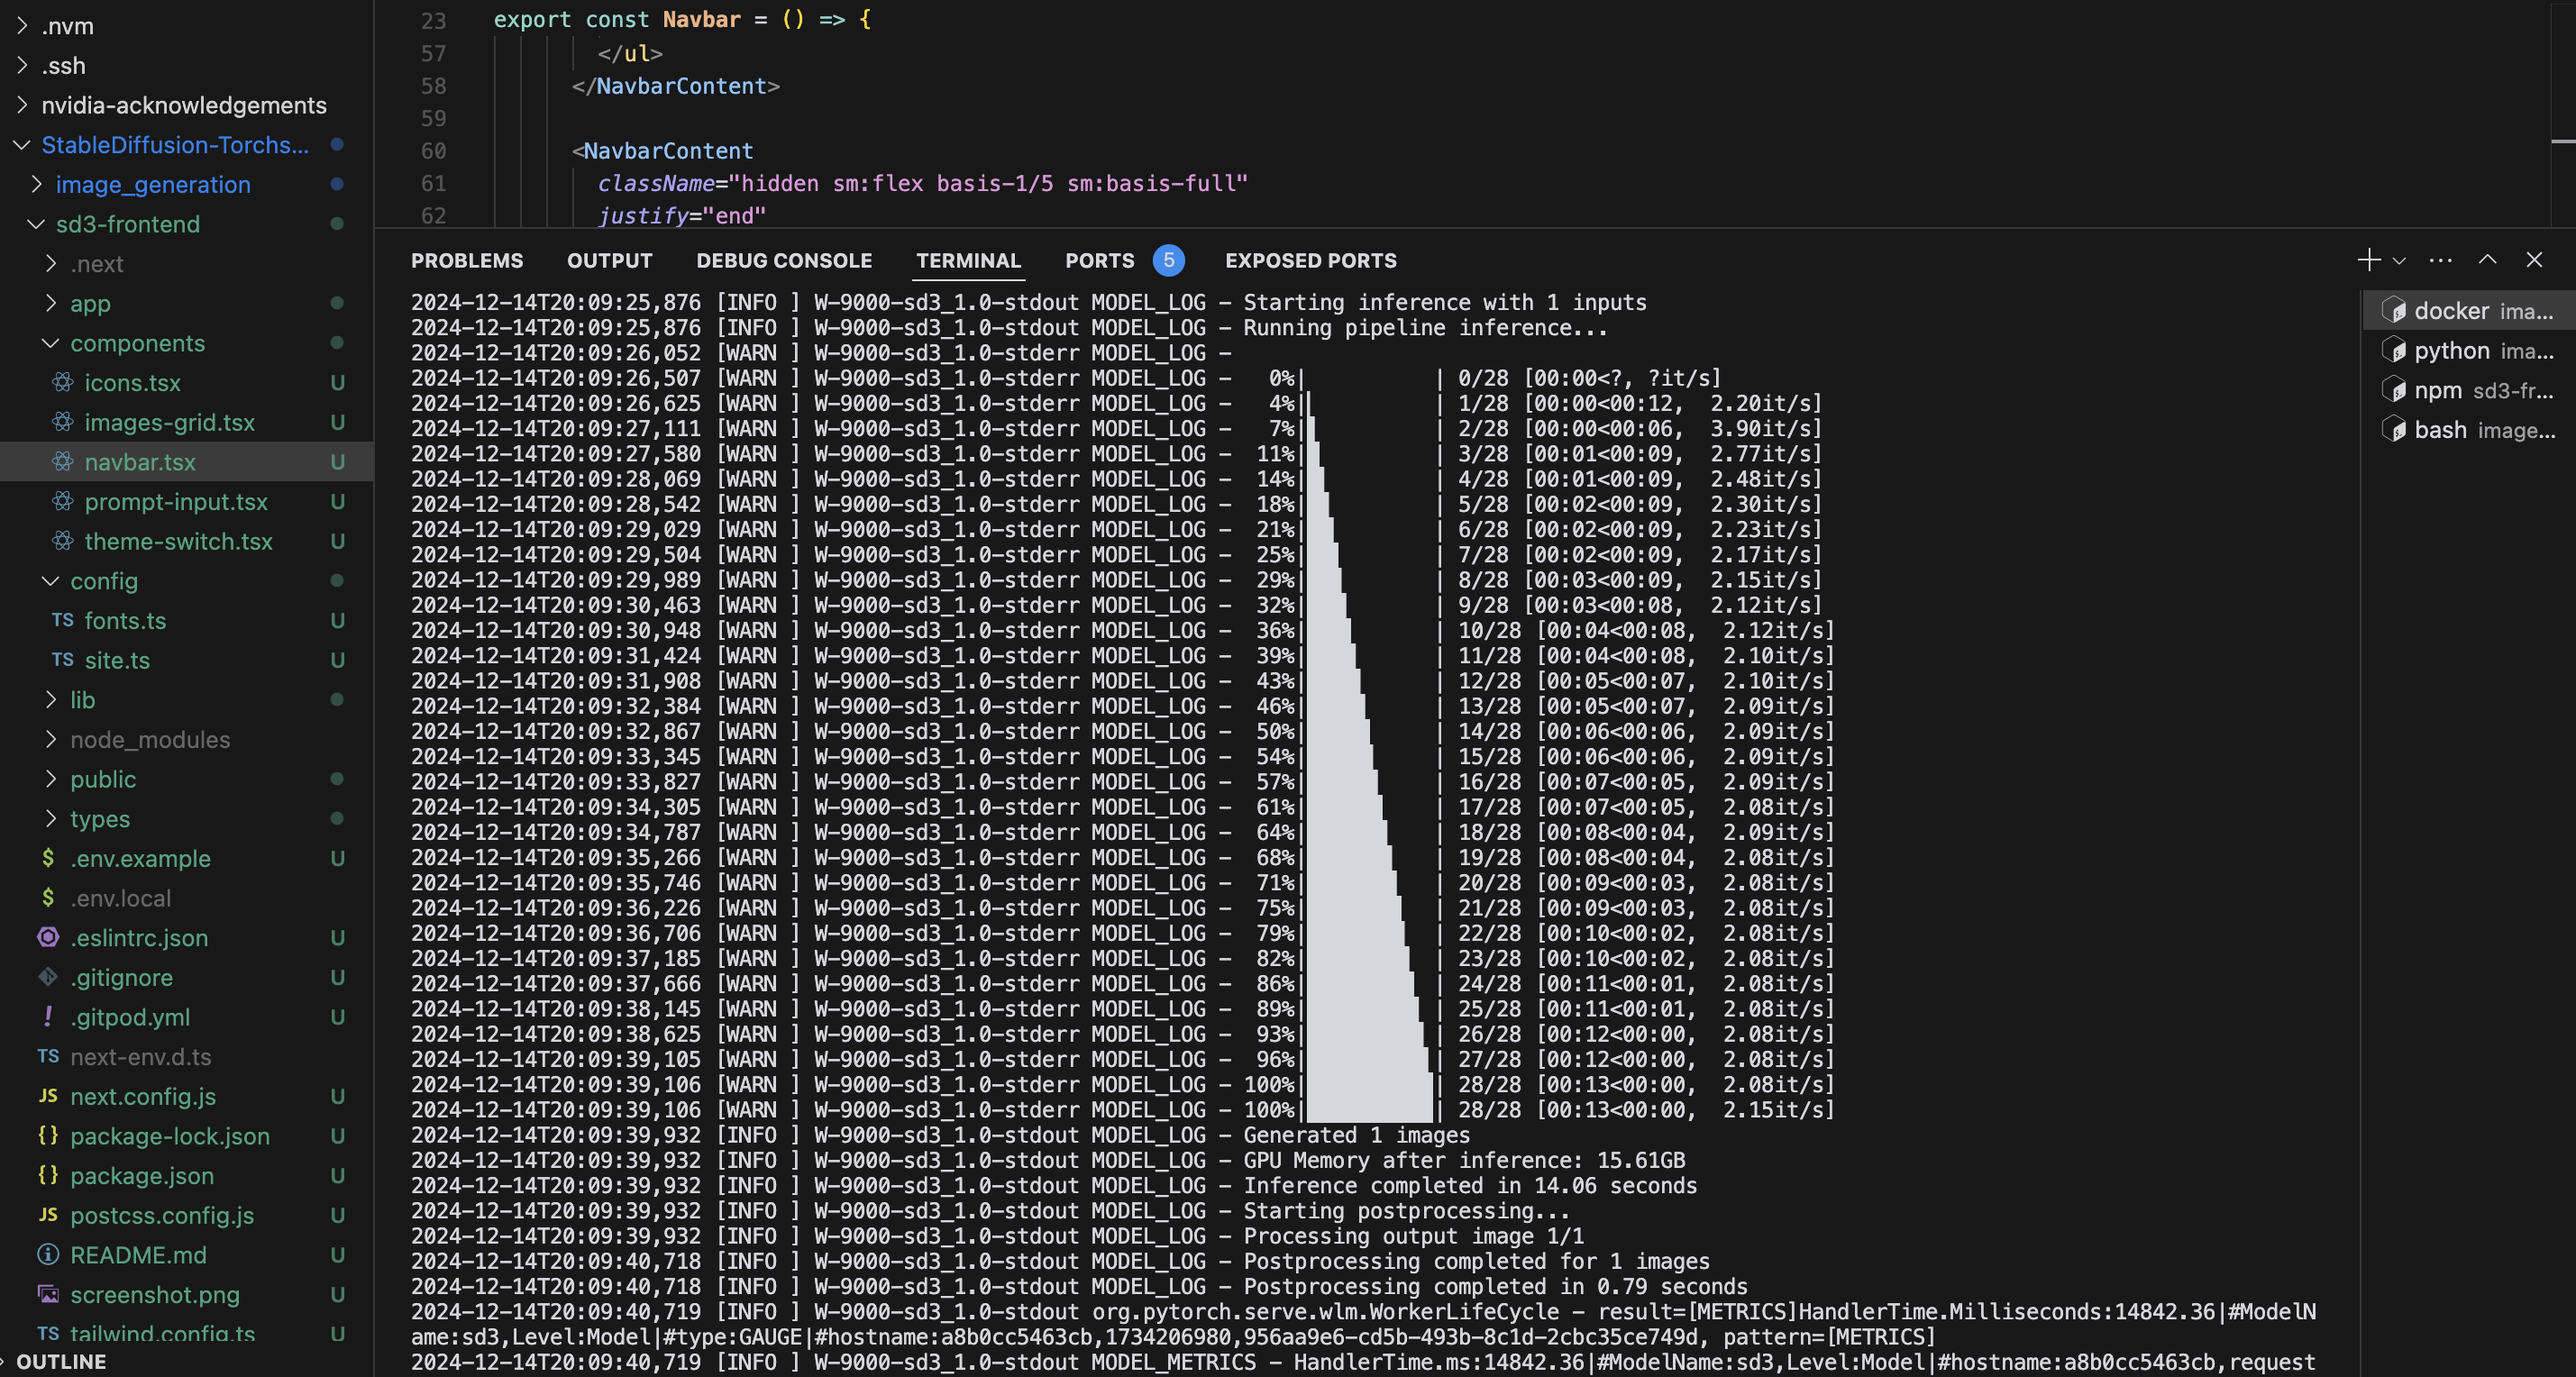 .nvm
.ssh
nvidia-acknowledgements
StableDiffusion-Torchs...
image_generation
sd3-frontend
.next
app
components
icons.tsx U
images-grid.tsx U
navbar.tsx U
prompt-input.tsx U
theme-switch.tsx U
config
TS fonts.ts U
TS site.ts U
lib
node_modules
public
types
$ .env.example U
$ .env.local
.eslintrc.json U
.gitignore U
! .gitpod.yml U
TS next-env.d.ts
JS next.config.js U
{} package-lock.json U
{} package.json U
JS postcss.config.js U
README.md U
screenshot.png U
TS tailwind.config.ts U
OUTLINE
23 export const Navbar = () => {
57 </ul>
58 </NavbarContent>
59
60 <NavbarContent
61 className="hidden sm:flex basis-1/5 sm:basis-full"
62 justify="end"
PROBLEMS OUTPUT DEBUG CONSOLE TERMINAL PORTS 5 EXPOSED PORTS
2024-12-14T20:09:25,876 [INFO ] W-9000-sd3_1.0-stdout MODEL_LOG - Starting inference with 1 inputs
2024-12-14T20:09:25,876 [INFO ] W-9000-sd3_1.0-stdout MODEL_LOG - Running pipeline inference...
2024-12-14T20:09:26,052 [WARN ] W-9000-sd3_1.0-stderr MODEL_LOG -
2024-12-14T20:09:26,507 [WARN ] W-9000-sd3_1.0-stderr MODEL_LOG - 0%| | 0/28 [00:00<?, ?it/s]
2024-12-14T20:09:26,625 [WARN ] W-9000-sd3_1.0-stderr MODEL_LOG - 4%| | 1/28 [00:00<00:12, 2.20it/s]
2024-12-14T20:09:27,111 [WARN ] W-9000-sd3_1.0-stderr MODEL_LOG - 7%| | 2/28 [00:00<00:06, 3.90it/s]
2024-12-14T20:09:27,580 [WARN ] W-9000-sd3_1.0-stderr MODEL_LOG - 11%| | 3/28 [00:01<00:09, 2.77it/s]
2024-12-14T20:09:28,069 [WARN ] W-9000-sd3_1.0-stderr MODEL_LOG - 14%| | 4/28 [00:01<00:09, 2.48it/s]
2024-12-14T20:09:28,542 [WARN ] W-9000-sd3_1.0-stderr MODEL_LOG - 18%| | 5/28 [00:02<00:09, 2.30it/s]
2024-12-14T20:09:29,029 [WARN ] W-9000-sd3_1.0-stderr MODEL_LOG - 21%| | 6/28 [00:02<00:09, 2.23it/s]
2024-12-14T20:09:29,504 [WARN ] W-9000-sd3_1.0-stderr MODEL_LOG - 25%| | 7/28 [00:02<00:09, 2.17it/s]
2024-12-14T20:09:29,989 [WARN ] W-9000-sd3_1.0-stderr MODEL_LOG - 29%| | 8/28 [00:03<00:09, 2.15it/s]
2024-12-14T20:09:30,463 [WARN ] W-9000-sd3_1.0-stderr MODEL_LOG - 32%| | 9/28 [00:03<00:08, 2.12it/s]
2024-12-14T20:09:30,948 [WARN ] W-9000-sd3_1.0-stderr MODEL_LOG - 36%| | 10/28 [00:04<00:08, 2.12it/s]
2024-12-14T20:09:31,424 [WARN ] W-9000-sd3_1.0-stderr MODEL_LOG - 39%| | 11/28 [00:04<00:08, 2.10it/s]
2024-12-14T20:09:31,908 [WARN ] W-9000-sd3_1.0-stderr MODEL_LOG - 43%| | 12/28 [00:05<00:07, 2.10it/s]
2024-12-14T20:09:32,384 [WARN ] W-9000-sd3_1.0-stderr MODEL_LOG - 46%| | 13/28 [00:05<00:07, 2.09it/s]
2024-12-14T20:09:32,867 [WARN ] W-9000-sd3_1.0-stderr MODEL_LOG - 50%| | 14/28 [00:06<00:06, 2.09it/s]
2024-12-14T20:09:33,345 [WARN ] W-9000-sd3_1.0-stderr MODEL_LOG - 54%| | 15/28 [00:06<00:06, 2.09it/s]
2024-12-14T20:09:33,827 [WARN ] W-9000-sd3_1.0-stderr MODEL_LOG - 57%| | 16/28 [00:07<00:05, 2.09it/s]
2024-12-14T20:09:34,305 [WARN ] W-9000-sd3_1.0-stderr MODEL_LOG - 61%| | 17/28 [00:07<00:05, 2.08it/s]
2024-12-14T20:09:34,787 [WARN ] W-9000-sd3_1.0-stderr MODEL_LOG - 64%| | 18/28 [00:08<00:04, 2.09it/s]
2024-12-14T20:09:35,266 [WARN ] W-9000-sd3_1.0-stderr MODEL_LOG - 68%| | 19/28 [00:08<00:04, 2.08it/s]
2024-12-14T20:09:35,746 [WARN ] W-9000-sd3_1.0-stderr MODEL_LOG - 71%| | 20/28 [00:09<00:03, 2.08it/s]
2024-12-14T20:09:36,226 [WARN ] W-9000-sd3_1.0-stderr MODEL_LOG - 75%| | 21/28 [00:09<00:03, 2.08it/s]
2024-12-14T20:09:36,706 [WARN ] W-9000-sd3_1.0-stderr MODEL_LOG - 79%| | 22/28 [00:10<00:02, 2.08it/s]
2024-12-14T20:09:37,185 [WARN ] W-9000-sd3_1.0-stderr MODEL_LOG - 82%| | 23/28 [00:10<00:02, 2.08it/s]
2024-12-14T20:09:37,666 [WARN ] W-9000-sd3_1.0-stderr MODEL_LOG - 86%| | 24/28 [00:11<00:01, 2.08it/s]
2024-12-14T20:09:38,145 [WARN ] W-9000-sd3_1.0-stderr MODEL_LOG - 89%| | 25/28 [00:11<00:01, 2.08it/s]
2024-12-14T20:09:38,625 [WARN ] W-9000-sd3_1.0-stderr MODEL_LOG - 93%| | 26/28 [00:12<00:00, 2.08it/s]
2024-12-14T20:09:39,105 [WARN ] W-9000-sd3_1.0-stderr MODEL_LOG - 96%| | 27/28 [00:12<00:00, 2.08it/s]
2024-12-14T20:09:39,106 [WARN ] W-9000-sd3_1.0-stderr MODEL_LOG - 100%| | 28/28 [00:13<00:00, 2.08it/s]
2024-12-14T20:09:39,106 [WARN ] W-9000-sd3_1.0-stderr MODEL_LOG - 100%| | 28/28 [00:13<00:00, 2.15it/s]
2024-12-14T20:09:39,932 [INFO ] W-9000-sd3_1.0-stdout MODEL_LOG - Generated 1 images
2024-12-14T20:09:39,932 [INFO ] W-9000-sd3_1.0-stdout MODEL_LOG - GPU Memory after inference: 15.61GB
2024-12-14T20:09:39,932 [INFO ] W-9000-sd3_1.0-stdout MODEL_LOG - Inference completed in 14.06 seconds
2024-12-14T20:09:39,932 [INFO ] W-9000-sd3_1.0-stdout MODEL_LOG - Starting postprocessing...
2024-12-14T20:09:39,932 [INFO ] W-9000-sd3_1.0-stdout MODEL_LOG - Processing output image 1/1
2024-12-14T20:09:40,718 [INFO ] W-9000-sd3_1.0-stdout MODEL_LOG - Postprocessing completed for 1 images
2024-12-14T20:09:40,718 [INFO ] W-9000-sd3_1.0-stdout MODEL_LOG - Postprocessing completed in 0.79 seconds
2024-12-14T20:09:40,719 [INFO ] W-9000-sd3_1.0-stdout org.pytorch.serve.wlm.WorkerLifeCycle - result=[METRICS]HandlerTime.Milliseconds:14842.36|#ModelN
ame:sd3,Level:Model|#type:GAUGE|#hostname:a8b0cc5463cb,1734206980,956aa9e6-cd5b-493b-8c1d-2cbc35ce749d, pattern=[METRICS]
2024-12-14T20:09:40,719 [INFO ] W-9000-sd3_1.0-stdout MODEL_METRICS - HandlerTime.ms:14842.36|#ModelName:sd3,Level:Model|#hostname:a8b0cc5463cb,request
docker ima...
python ima...
npm sd3-fr...
bash image...